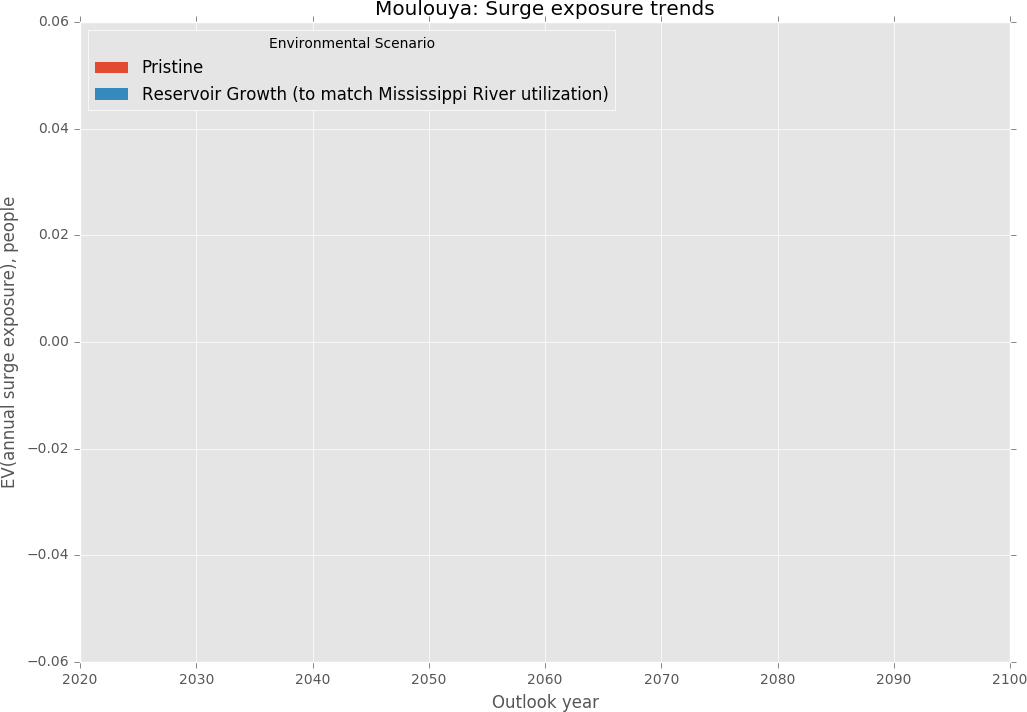 Moulouya: Surge exposure trends
Environmental Scenario
Pristine
Reservoir Growth (to match Mississippi River utilization)
EV(annual surge exposure), people
0.06
0.04
0.02
0.00
−0.02
−0.04
−0.06
2020 2030 2040 2050 2060 2070 2080 2090 2100
Outlook year